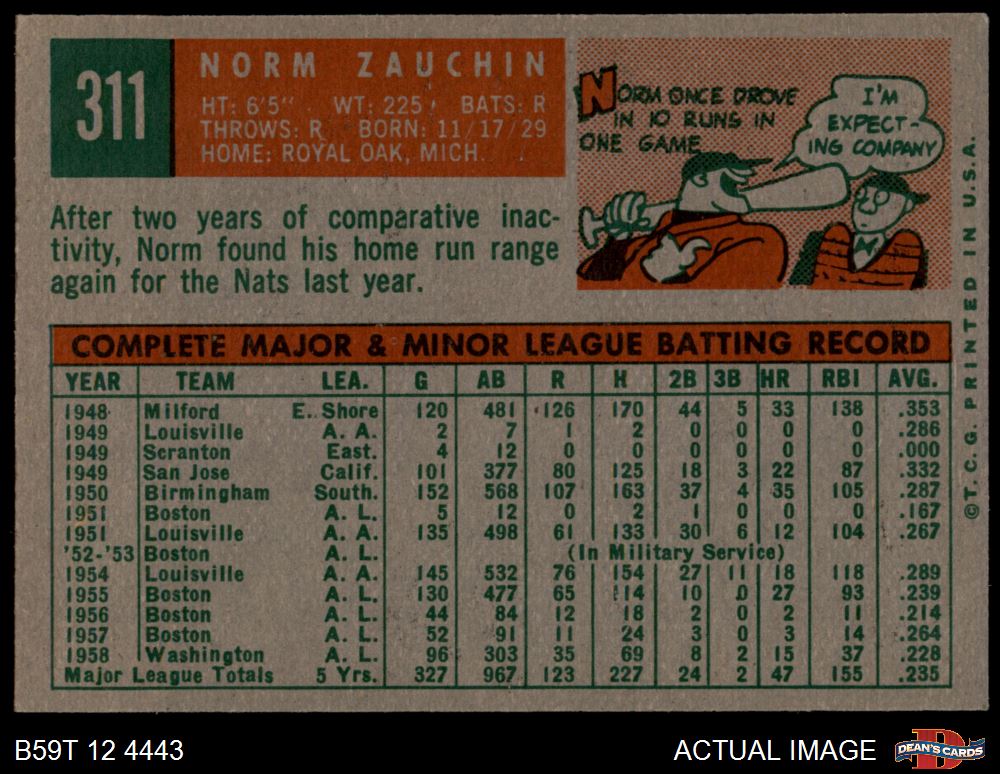 311
NORM ZAUCHIN
HT: 6'5" WT: 225 BATS: R
THROWS: R BORN: 11/17/29
HOME: ROYAL OAK, MICH.
NORM ONCE DROVE
IN 10 RUNS IN
ONE GAME
I'M
EXPECT-
ING COMPANY
After two years of comparative inac-
tivity, Norm found his home run range
again for the Nats last year.
COMPLETE MAJOR & MINOR LEAGUE BATTING RECORD
YEAR TEAM LEA. G AB R H 2B 3B HR RBI AVG.
1948 Milford E. Shore 120 481 126 170 44 5 33 138 .353
1949 Louisville A. A. 2 7 1 2 0 0 0 0 .286
1949 Scranton East. 4 12 0 0 0 0 0 0 .000
1949 San Jose Calif. 101 377 80 125 18 3 22 87 .332
1950 Birmingham South. 152 568 107 163 37 4 35 105 .287
1951 Boston A. L. 5 12 0 2 1 0 0 0 .167
1951 Louisville A. A. 135 498 61 133 30 6 12 104 .267
'52-'53 Boston A. L. (In Military Service)
1954 Louisville A. A. 145 532 76 154 27 11 18 118 .289
1955 Boston A. L. 130 477 65 114 10 0 27 93 .239
1956 Boston A. L. 44 84 12 18 2 0 2 11 .214
1957 Boston A. L. 52 91 11 24 3 0 3 14 .264
1958 Washington A. L. 96 303 35 69 8 2 15 37 .228
Major League Totals 5 Yrs. 327 967 123 227 24 2 47 155 .235
©T. C. G. PRINTED IN U.S.A.
B59T 12 4443
ACTUAL IMAGE
D
DEAN'S CARDS